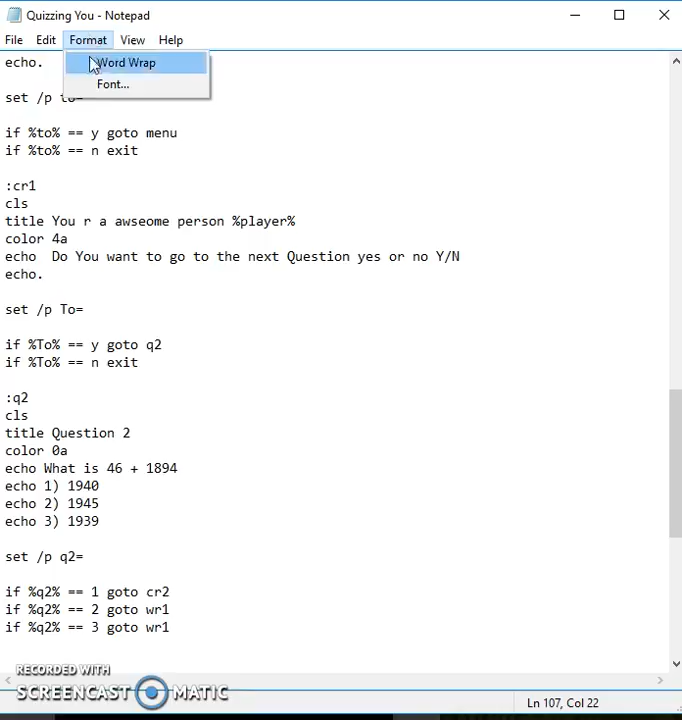 Quizzing You - Notepad
File Edit Format View Help
Word Wrap
Font...
echo.
set /p to=
if %to% == y goto menu
if %to% == n exit
:cr1
cls
title You r a awseome person %player%
color 4a
echo  Do You want to go to the next Question yes or no Y/N
echo.
set /p To=
if %To% == y goto q2
if %To% == n exit
:q2
cls
title Question 2
color 0a
echo What is 46 + 1894
echo 1) 1940
echo 2) 1945
echo 3) 1939
set /p q2=
if %q2% == 1 goto cr2
if %q2% == 2 goto wr1
if %q2% == 3 goto wr1
RECORDED WITH
SCREENCAST MATIC
Ln 107, Col 22